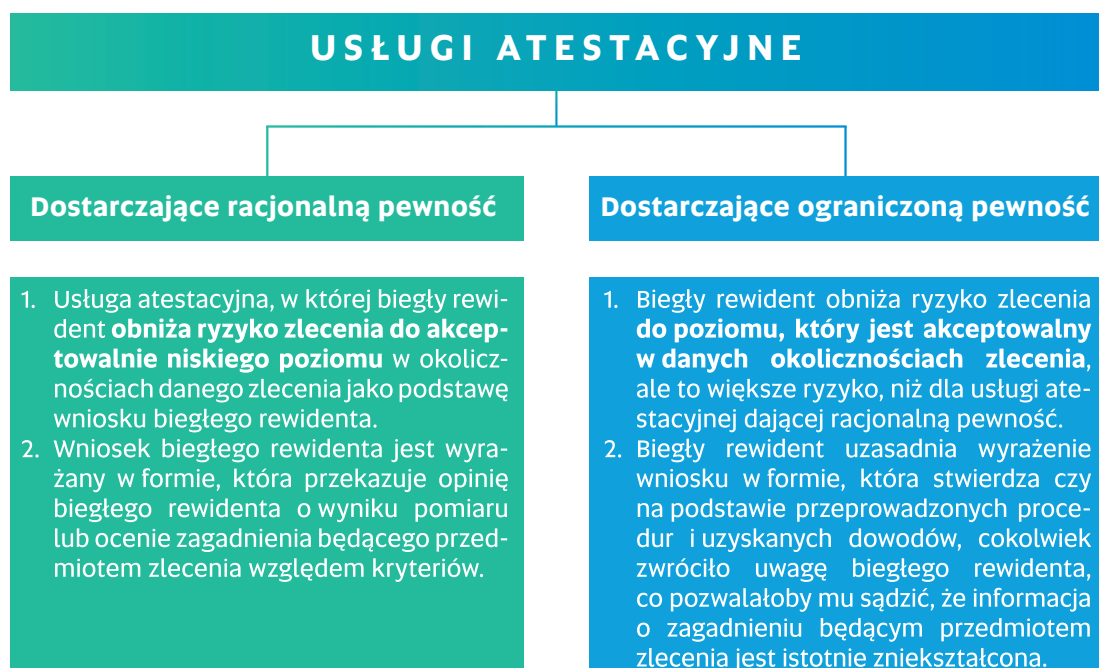 USŁUGI ATESTACYJNE
Dostarczające racjonalną pewność
1. Usługa atestacyjna, w której biegły rewi-
dent obniża ryzyko zlecenia do akcep-
towalnie niskiego poziomu w okolicz-
nościach danego zlecenia jako podstawę
wniosku biegłego rewidenta.
2. Wniosek biegłego rewidenta jest wyra-
żany w formie, która przekazuje opinię
biegłego rewidenta o wyniku pomiaru
lub ocenie zagadnienia będącego przed-
miotem zlecenia względem kryteriów.
Dostarczające ograniczoną pewność
1. Biegły rewident obniża ryzyko zlecenia
do poziomu, który jest akceptowalny
w danych okolicznościach zlecenia,
ale to większe ryzyko, niż dla usługi ate-
stacyjnej dającej racjonalną pewność.
2. Biegły rewident uzasadnia wyrażenie
wniosku w formie, która stwierdza czy
na podstawie przeprowadzonych proce-
dur i uzyskanych dowodów, cokolwiek
zwróciło uwagę biegłego rewidenta,
co pozwalałoby mu sądzić, że informacja
o zagadnieniu będącym przedmiotem
zlecenia jest istotnie zniekształcona.